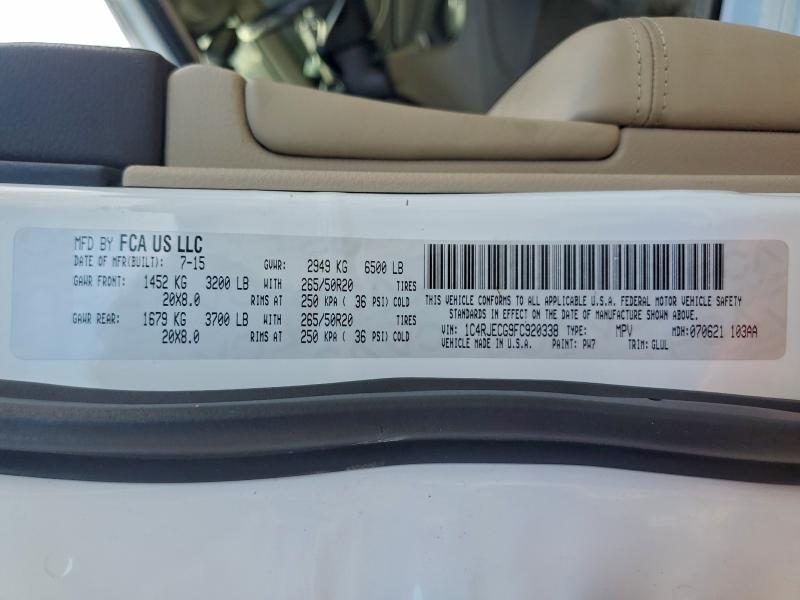 MFD BY FCA US LLC
DATE OF MFR(BUILT): 7-15 GVWR: 2949 KG 6500 LB
GAWR FRONT: 1452 KG 3200 LB WITH 265/50R20 TIRES
20X8.0 RIMS AT 250 KPA ( 36 PSI) COLD
GAWR REAR: 1679 KG 3700 LB WITH 265/50R20 TIRES
20X8.0 RIMS AT 250 KPA ( 36 PSI) COLD
THIS VEHICLE CONFORMS TO ALL APPLICABLE U.S.A. FEDERAL MOTOR VEHICLE SAFETY
STANDARDS IN EFFECT ON THE DATE OF MANUFACTURE SHOWN ABOVE.
VIN: 1C4RJECG9FC920338 TYPE: MPV MDH: 070621 103AA
VEHICLE MADE IN U.S.A. PAINT: PW7 TRIM: GLUL